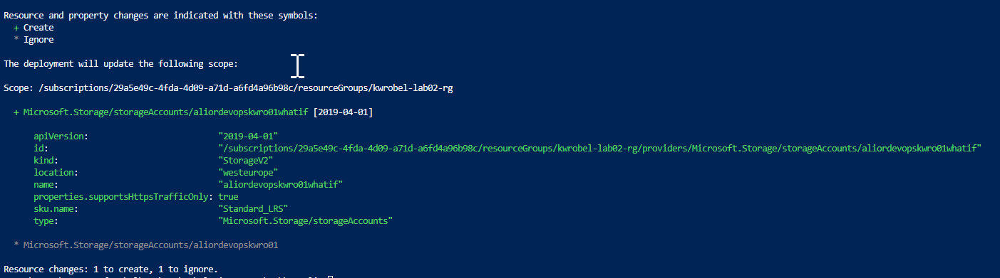 Resource and property changes are indicated with these symbols:
+ Create
* Ignore
The deployment will update the following scope:
Scope: /subscriptions/29a5e49c-4fda-4d09-a71d-a6fd4a96b98c/resourceGroups/kwrobel-lab02-rg
+ Microsoft.Storage/storageAccounts/aliordevopskwro01whatif [2019-04-01]
apiVersion: "2019-04-01"
id: "/subscriptions/29a5e49c-4fda-4d09-a71d-a6fd4a96b98c/resourceGroups/kwrobel-lab02-rg/providers/Microsoft.Storage/storageAccounts/aliordevopskwro01whatif"
kind: "StorageV2"
location: "westeurope"
name: "aliordevopskwro01whatif"
properties.supportsHttpsTrafficOnly: true
sku.name: "Standard_LRS"
type: "Microsoft.Storage/storageAccounts"
* Microsoft.Storage/storageAccounts/aliordevopskwro01
Resource changes: 1 to create, 1 to ignore.